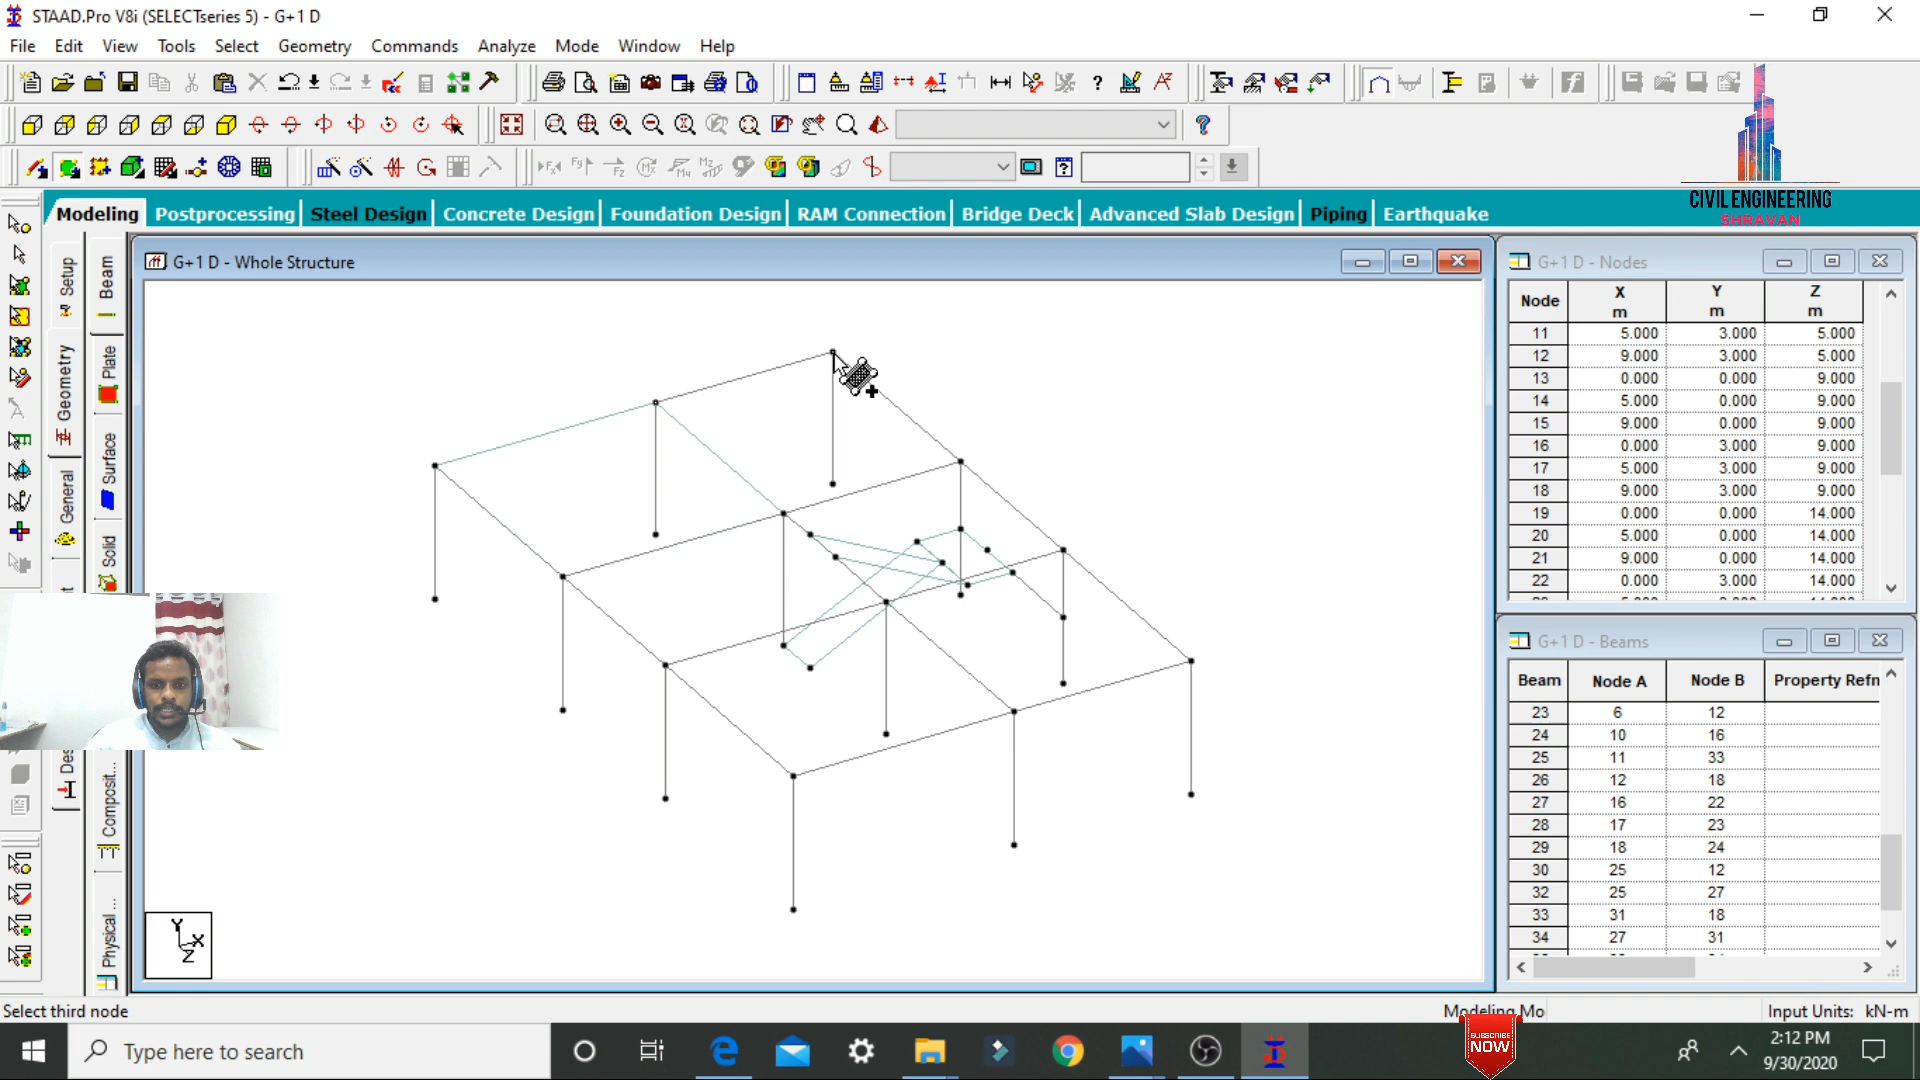 STAAD.Pro V8i (SELECTseries 5) - G+1 D
File Edit View Tools Select Geometry Commands Analyze Mode Window Help
CIVIL ENGINEERING
SHRAVAN
Modeling Postprocessing Steel Design Concrete Design Foundation Design RAM Connection Bridge Deck Advanced Slab Design Piping Earthquake
Setup
Geometry
General
Beam
Plate
Surface
Solid
Composit...
Physical ...
G+1 D - Whole Structure
Y
X
Z
G+1 D - Nodes
Node X Y Z
m m m
11 5.000 3.000 5.000
12 9.000 3.000 5.000
13 0.000 0.000 9.000
14 5.000 0.000 9.000
15 9.000 0.000 9.000
16 0.000 3.000 9.000
17 5.000 3.000 9.000
18 9.000 3.000 9.000
19 0.000 0.000 14.000
20 5.000 0.000 14.000
21 9.000 0.000 14.000
22 0.000 3.000 14.000
G+1 D - Beams
Beam Node A Node B Property Refn
23 6 12
24 10 16
25 11 33
26 12 18
27 16 22
28 17 23
29 18 24
30 25 12
32 25 27
33 31 18
34 27 31
Select third node
Modeling Mo
Input Units: kN-m
SUBSCRIBE
NOW
Type here to search
2:12 PM
9/30/2020